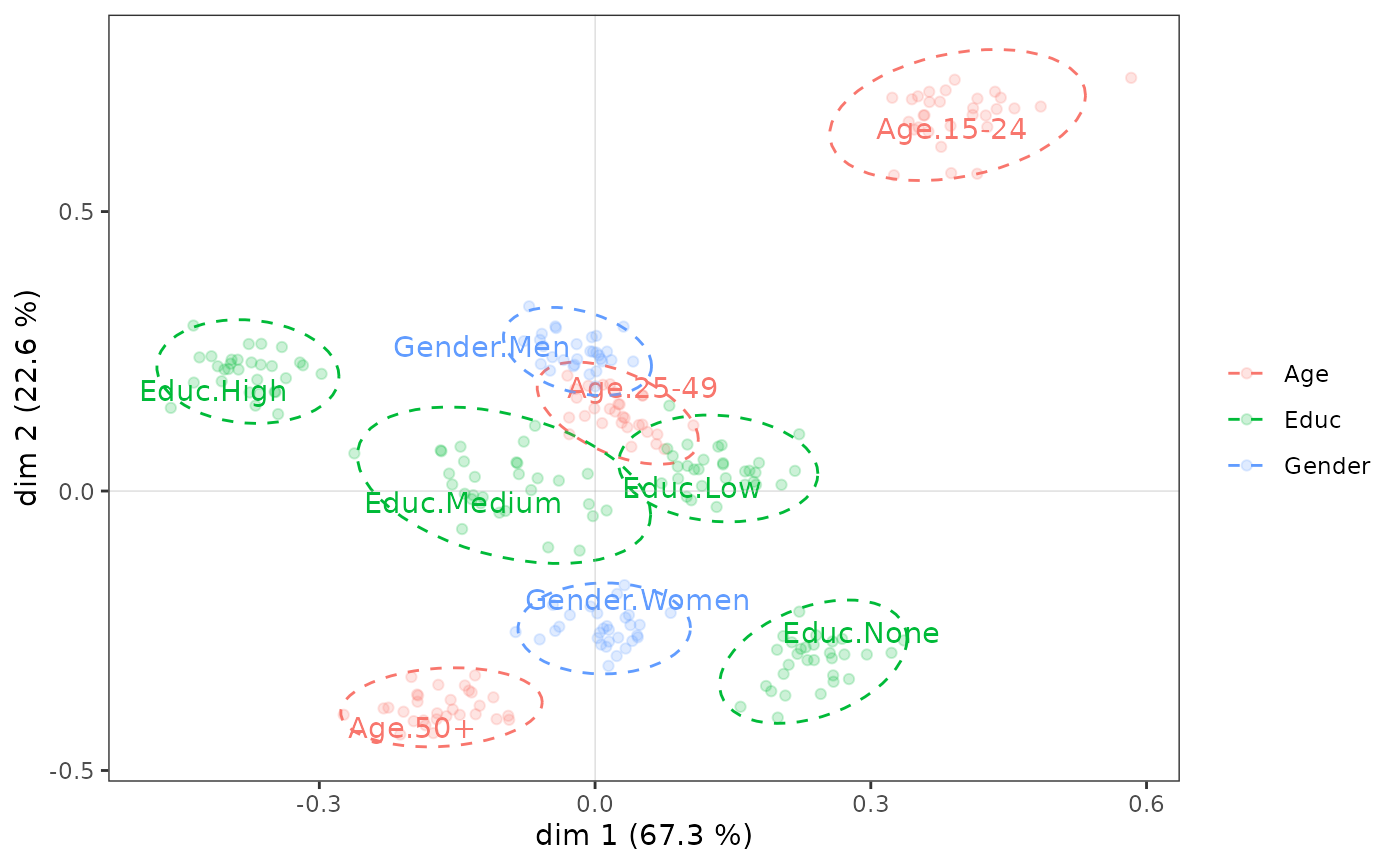 Age.15-24
0.5
Gender.Men
Age.25-49
Educ.High
Educ.Low
0.0
Educ.Medium
Gender.Women
Educ.None
Age.50+
-0.5
-0.3
0.0
0.3
0.6
dim 1 (67.3 %)
dim 2 (22.6 %)
Age
Educ
Gender